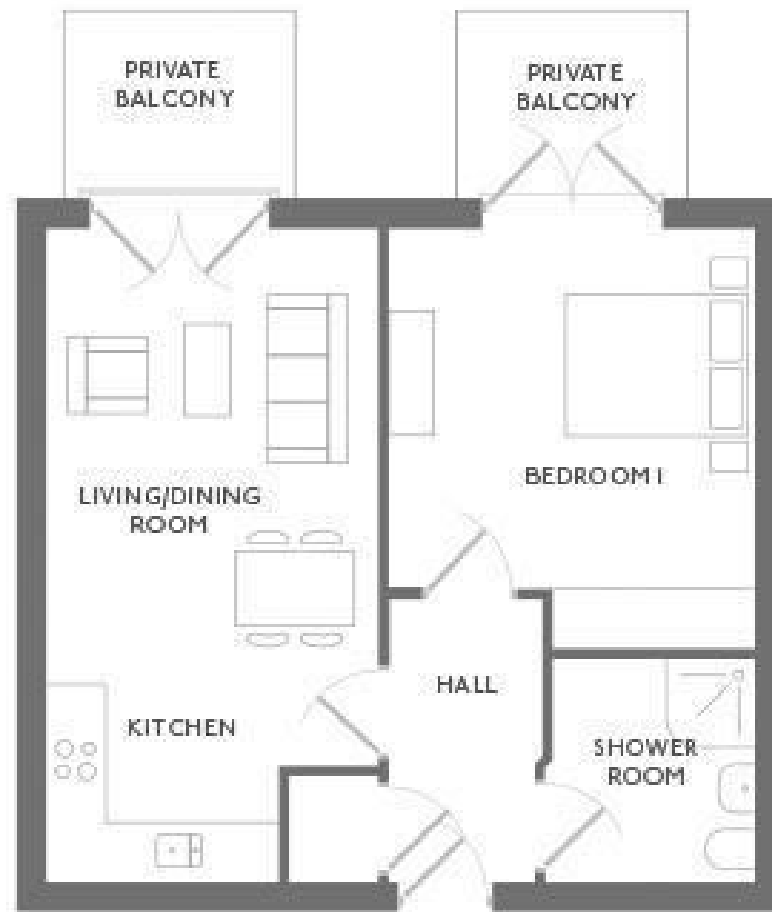 PRIVATE
BALCONY
PRIVATE
BALCONY
LIVING/DINING
ROOM
BEDROOM 1
KITCHEN
HALL
SHOWER
ROOM